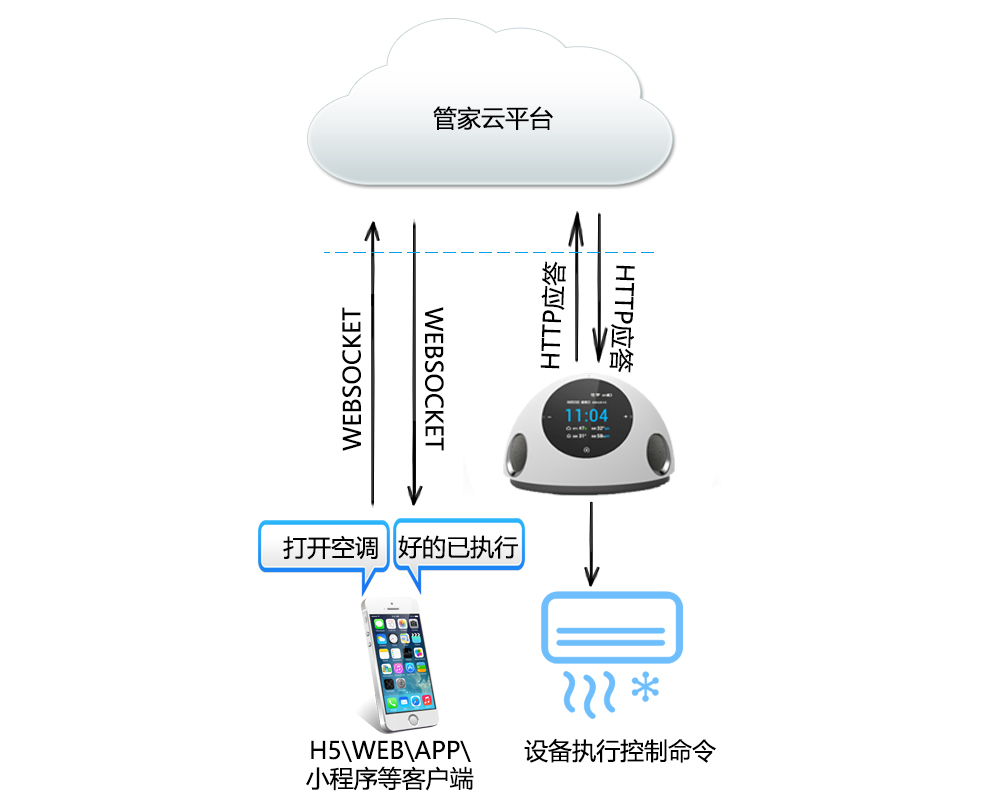 管家云平台
WEBSOCKET
WEBSOCKET
HTTP应答
HTTP应答
11:04
打开空调
好的已执行
H5\WEB\APP\
小程序等客户端
设备执行控制命令